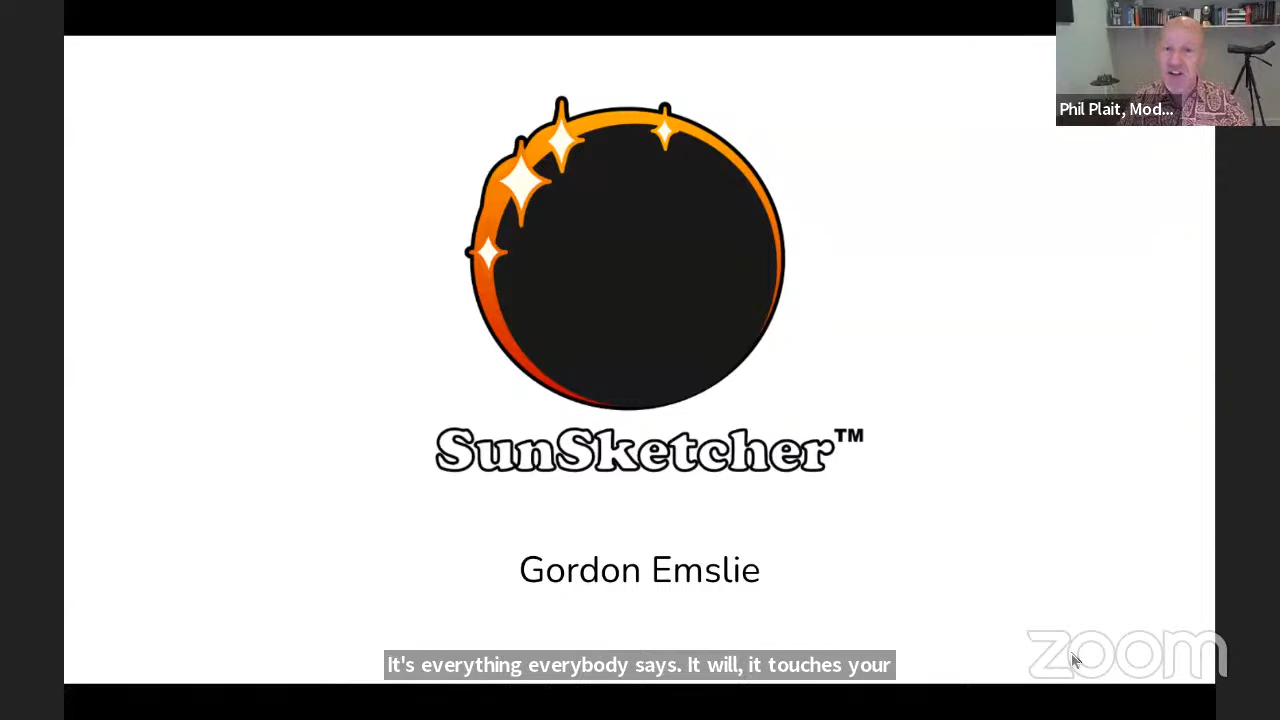 Phil Plait, Mod...
SunSketcher™
Gordon Emslie
It's everything everybody says. It will, it touches your
zoom